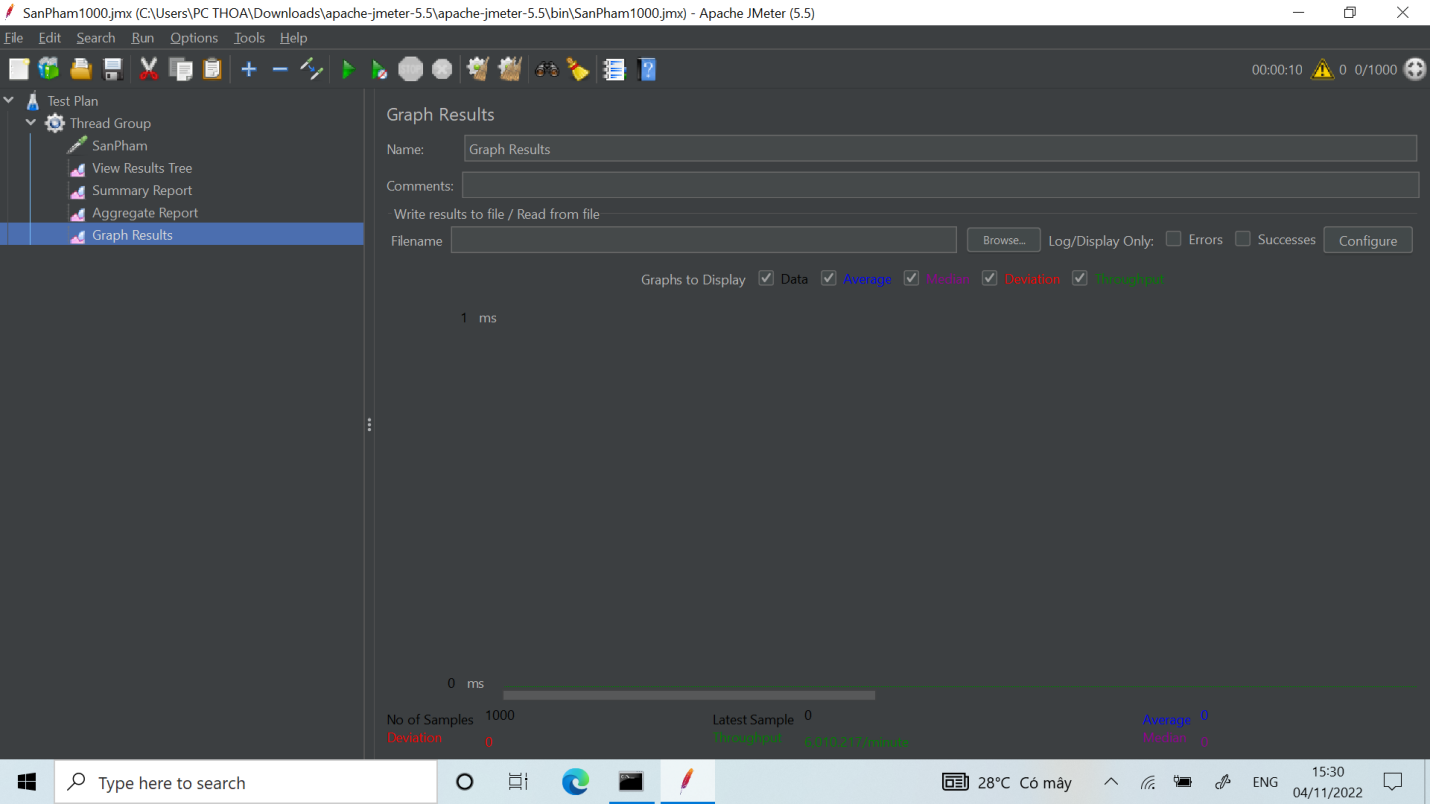 SanPham1000.jmx (C:\Users\PC THOA\Downloads\apache-jmeter-5.5\apache-jmeter-5.5\bin\SanPham1000.jmx) - Apache JMeter (5.5)
File Edit Search Run Options Tools Help
STOP 00:00:10 0 0/1000
Test Plan
Thread Group
SanPham
View Results Tree
Summary Report
Aggregate Report
Graph Results
Graph Results
Name: Graph Results
Comments:
Write results to file / Read from file
Filename Browse... Log/Display Only: Errors Successes Configure
Graphs to Display Data Average Median Deviation Throughput
1 ms
0 ms
No of Samples 1000 Latest Sample 0 Average 0
Deviation 0 Throughput 6,010.217/minute Median 0
Type here to search 28°C Có mây ENG 15:30
04/11/2022